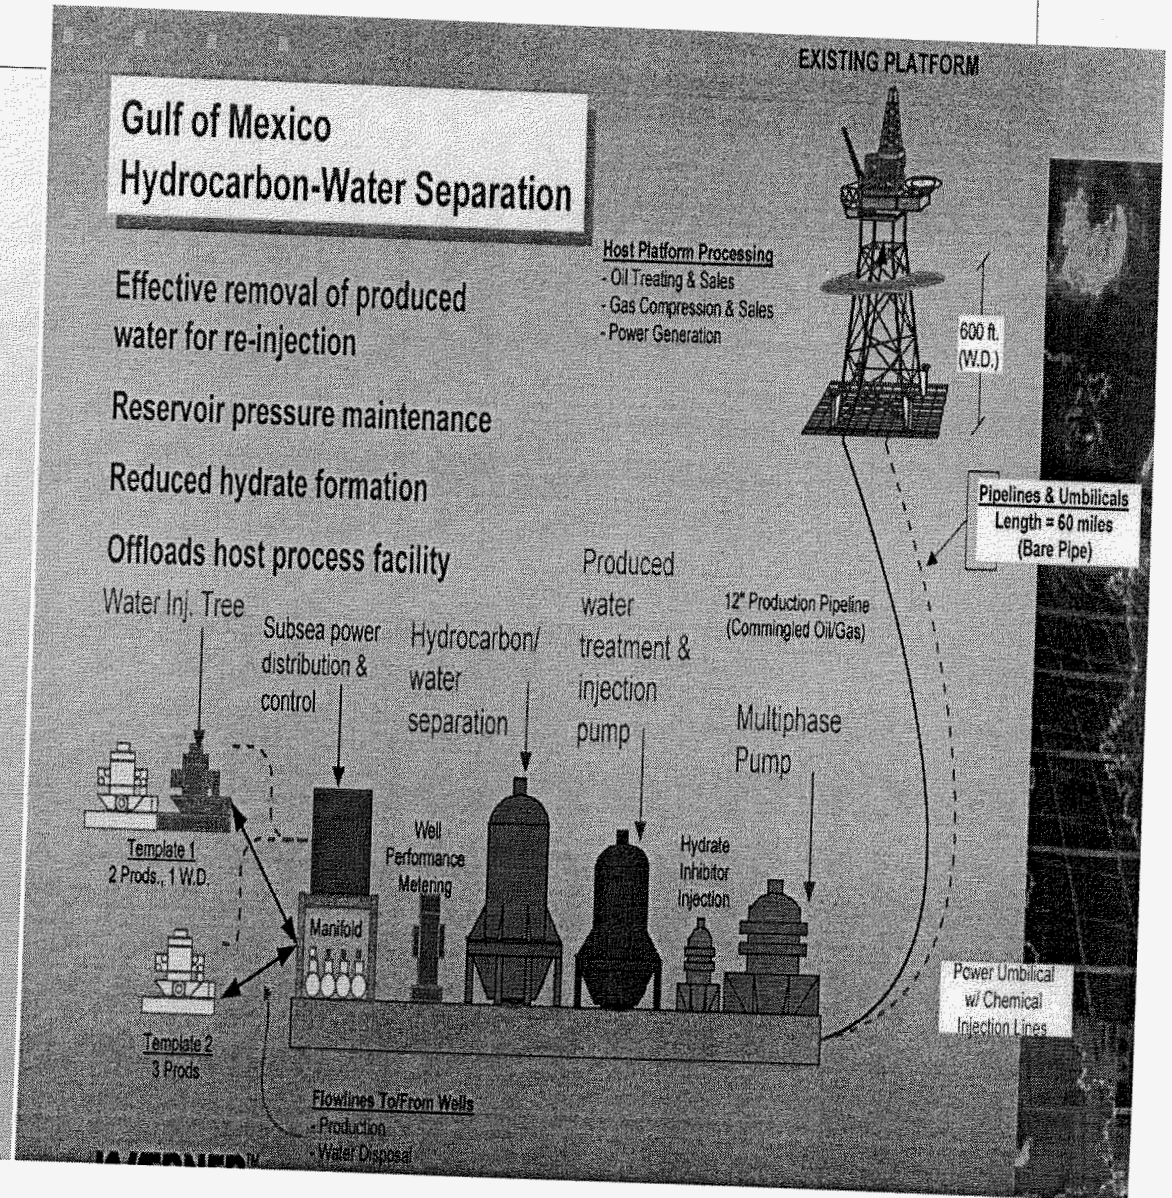 EXISTING PLATFORM
Gulf of Mexico
Hydrocarbon-Water Separation
Host Platform Processing
- Oil Treating & Sales
- Gas Compression & Sales
- Power Generation
Effective removal of produced
water for re-injection
600 ft.
(W.D.)
Reservoir pressure maintenance
Reduced hydrate formation
Pipelines & Umbilicals
Length = 60 miles
(Bare Pipe)
Offloads host process facility
Water Inj. Tree
Subsea power
distribution &
control
Hydrocarbon/
water
separation
Produced
water
treatment &
injection
pump
12" Production Pipeline
(Commingled Oil/Gas)
Multiphase
Pump
Template 1
2 Prods., 1 W.D.
Well
Performance
Metering
Hydrate
Inhibitor
Injection
Manifold
Power Umbilical
w/ Chemical
Injection Lines
Template 2
3 Prods
Flowlines To/From Wells
- Production
- Water Disposal